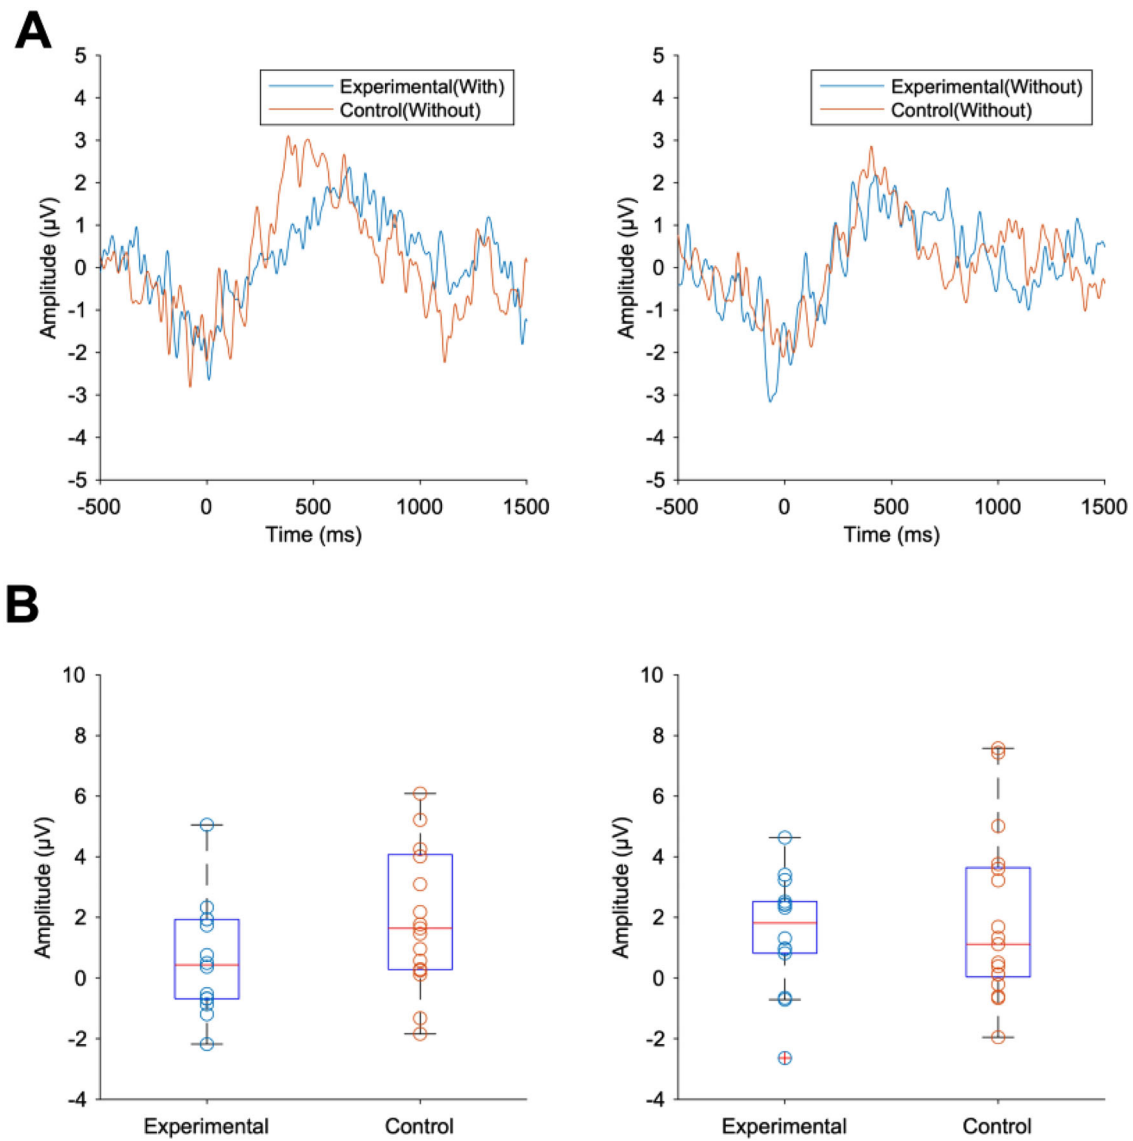 A
5
4
3
2
1
0
-1
-2
-3
-4
-5
Amplitude (µV)
Experimental(With)
Control(Without)
-500 0 500 1000 1500
Time (ms)
5
4
3
2
1
0
-1
-2
-3
-4
-5
Amplitude (µV)
Experimental(Without)
Control(Without)
-500 0 500 1000 1500
Time (ms)
B
10
8
6
4
2
0
-2
-4
Amplitude (µV)
Experimental Control
10
8
6
4
2
0
-2
-4
Amplitude (µV)
Experimental Control